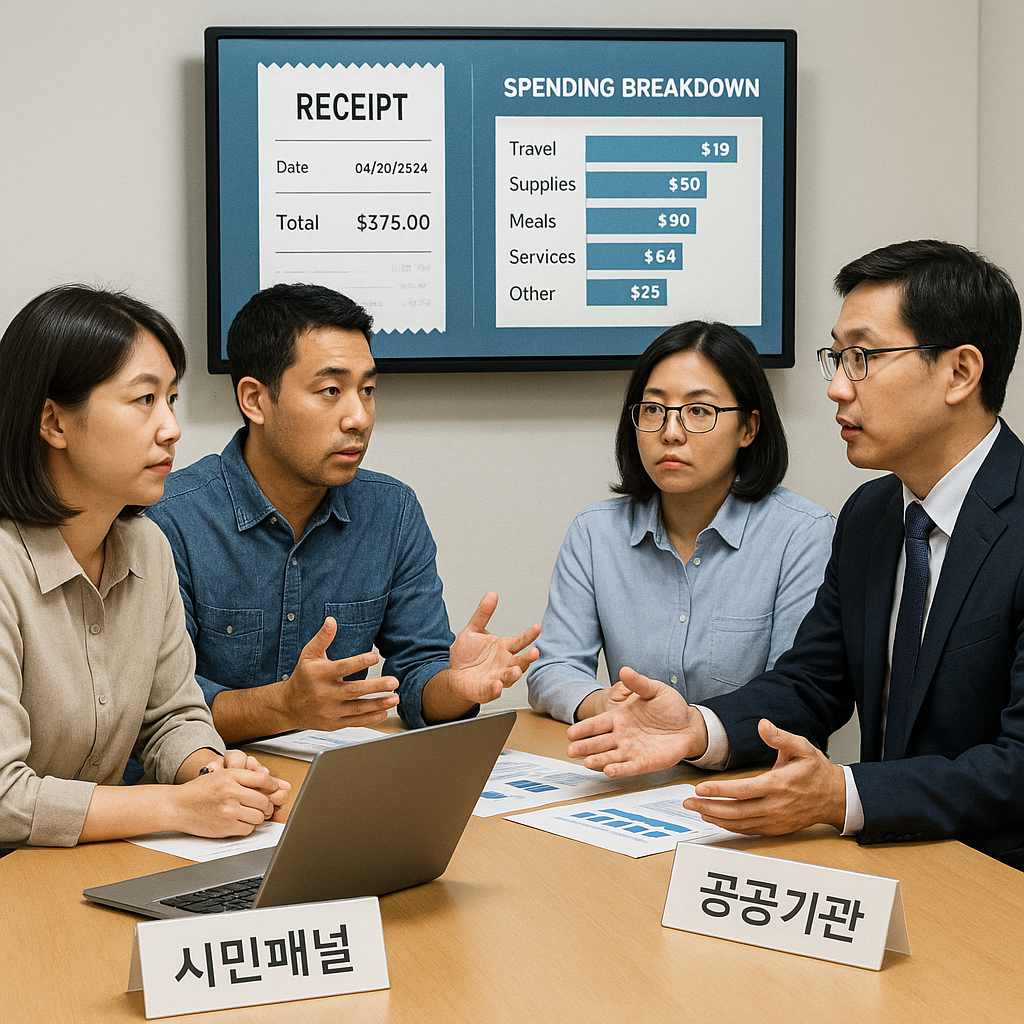 RECEIPT
Date 04/20/2524
Total $375.00
SPENDING BREAKDOWN
Travel $19
Supplies $50
Meals $90
Services $64
Other $25
시민패널
공공기관